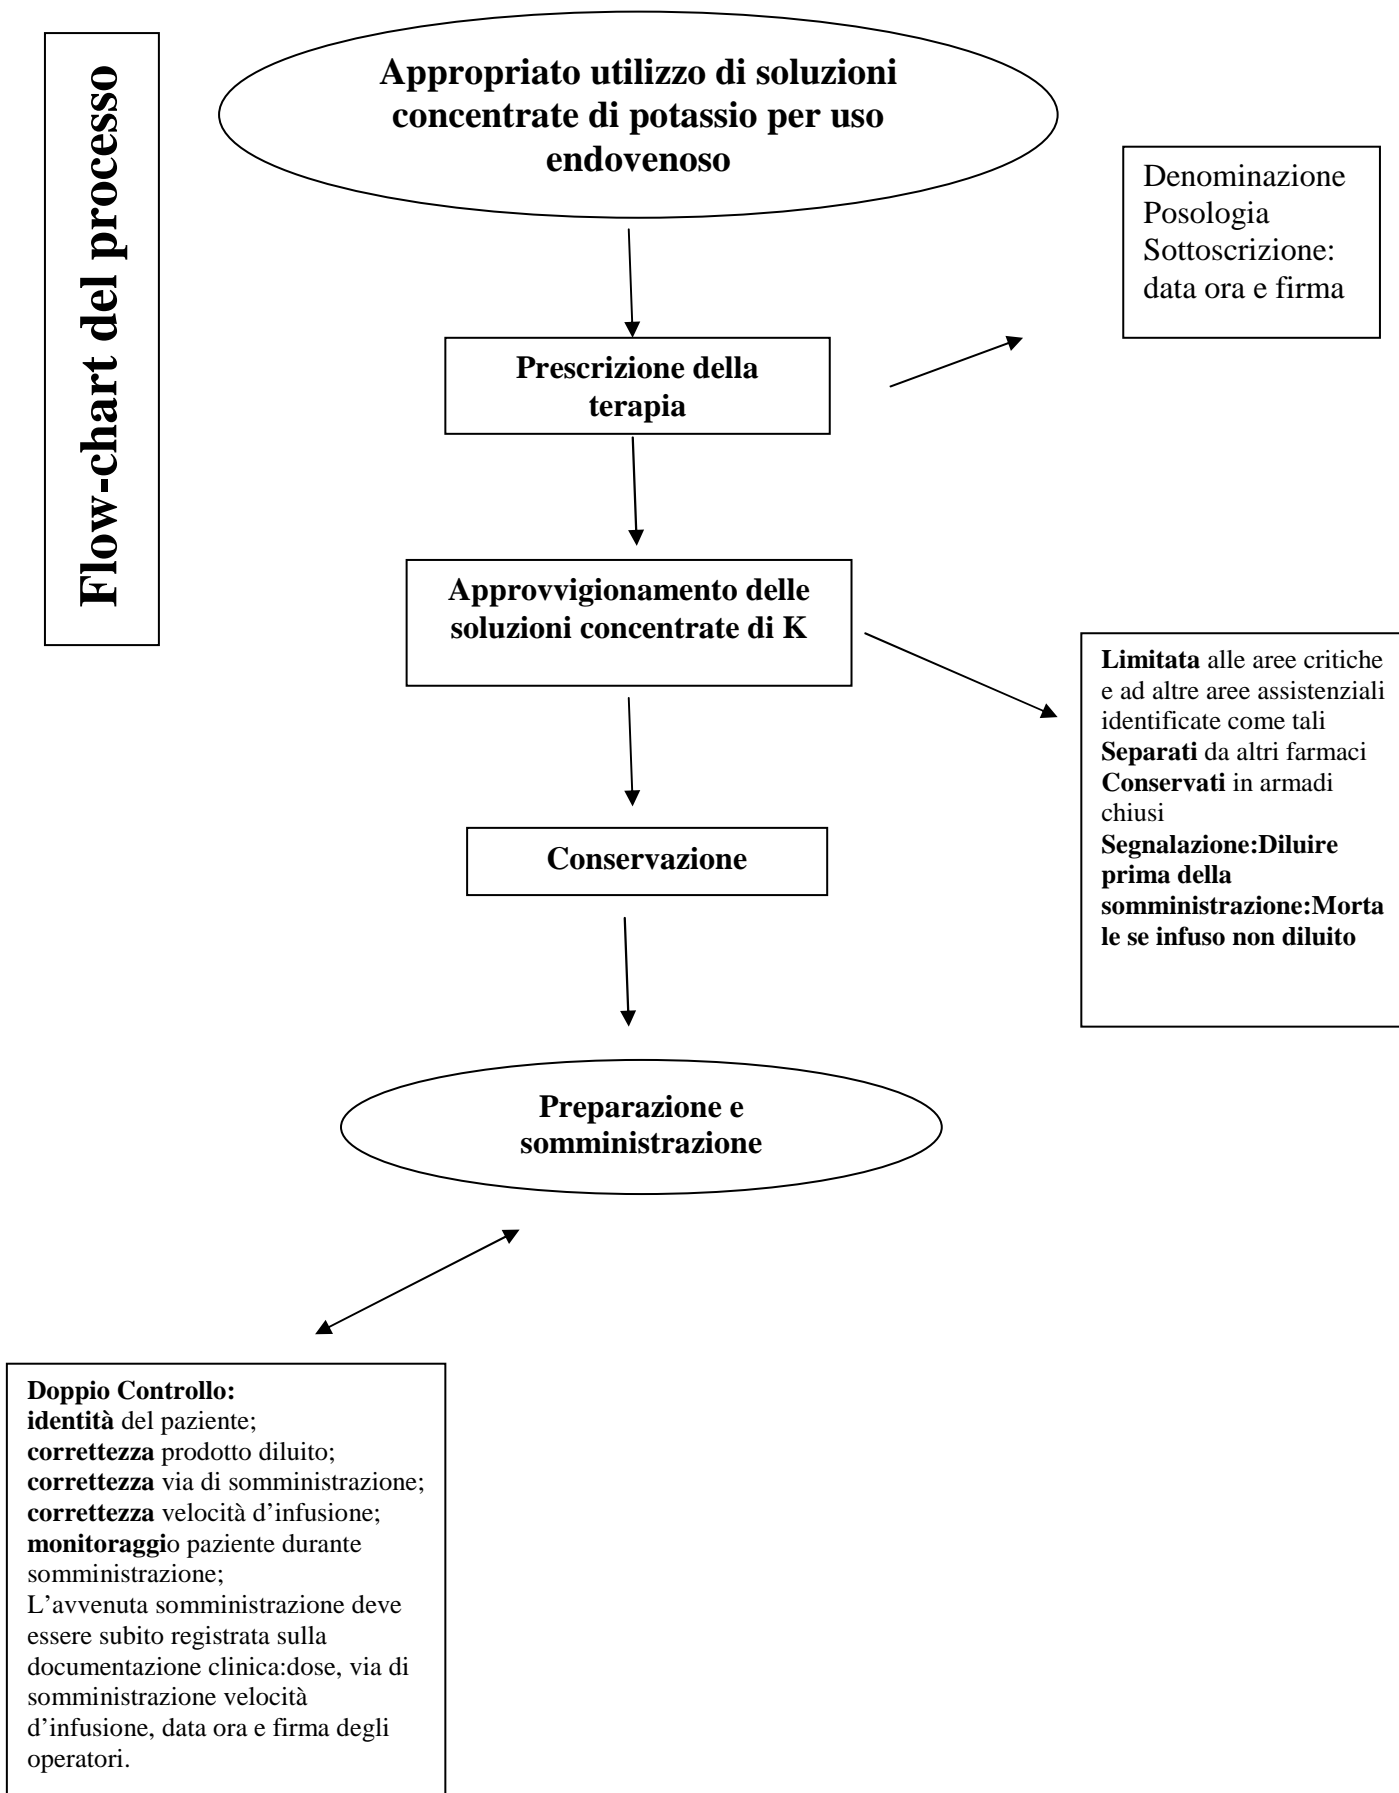 Flow-chart del processo
Appropriato utilizzo di soluzioni
concentrate di potassio per uso
endovenoso
Denominazione
Posologia
Sottoscrizione:
data ora e firma
Prescrizione della
terapia
Approvvigionamento delle
soluzioni concentrate di K
Limitata alle aree critiche
e ad altre aree assistenziali
identificate come tali
Separati da altri farmaci
Conservati in armadi
chiusi
Segnalazione:Diluire
prima della
somministrazione:Morta
le se infuso non diluito
Conservazione
Preparazione e
somministrazione
Doppio Controllo:
identità del paziente;
correttezza prodotto diluito;
correttezza via di somministrazione;
correttezza velocità d’infusione;
monitoraggio paziente durante
somministrazione;
L’avvenuta somministrazione deve
essere subito registrata sulla
documentazione clinica:dose, via di
somministrazione velocità
d’infusione, data ora e firma degli
operatori.